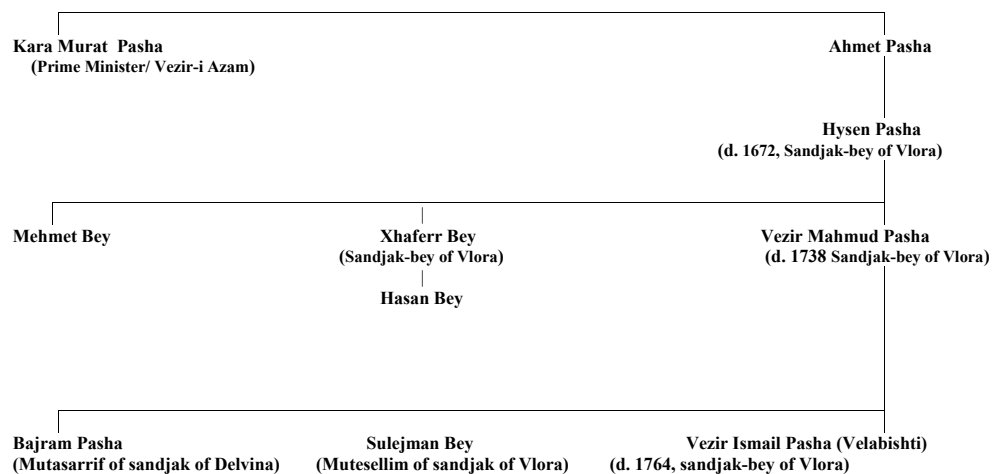 Kara Murat Pasha
(Prime Minister/ Vezir-i Azam)
Ahmet Pasha
Hysen Pasha
(d. 1672, Sandjak-bey of Vlora)
Mehmet Bey
Xhaferr Bey
(Sandjak-bey of Vlora)
Hasan Bey
Vezir Mahmud Pasha
(d. 1738 Sandjak-bey of Vlora)
Bajram Pasha
(Mutasarrif of sandjak of Delvina)
Sulejman Bey
(Mutesellim of sandjak of Vlora)
Vezir Ismail Pasha (Velabishti)
(d. 1764, sandjak-bey of Vlora)